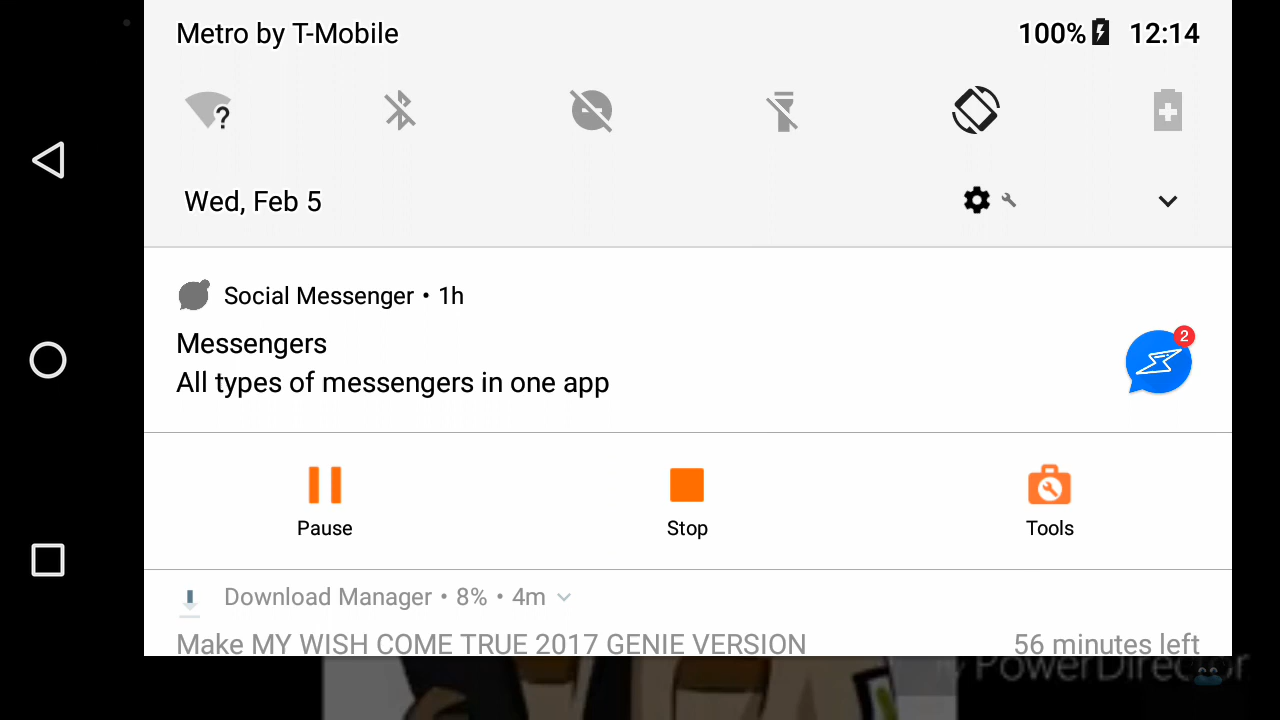 Metro by T-Mobile 100% 12:14
?
Wed, Feb 5
Social Messenger • 1h
Messengers
2
All types of messengers in one app
Pause Stop Tools
Download Manager • 8% • 4m
Make MY WISH COME TRUE 2017 GENIE VERSION 56 minutes left
PowerDirector